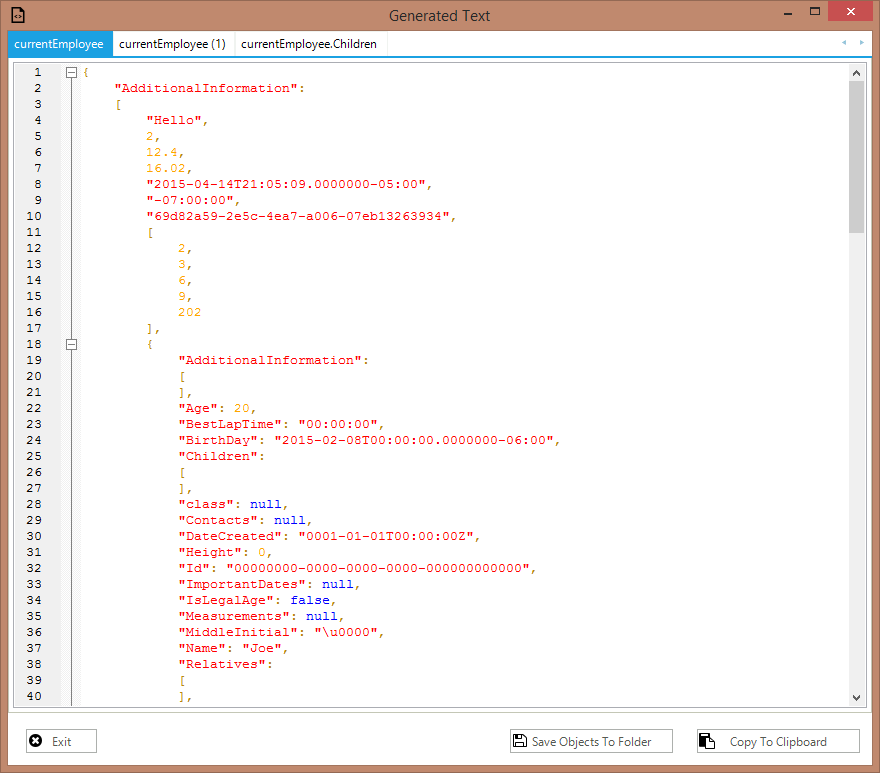 Generated Text
currentEmployee currentEmployee (1) currentEmployee.Children
1 {
2 "AdditionalInformation":
3 [
4 "Hello",
5 2,
6 12.4,
7 16.02,
8 "2015-04-14T21:05:09.0000000-05:00",
9 "-07:00:00",
10 "69d82a59-2e5c-4ea7-a006-07eb13263934",
11 [
12 2,
13 3,
14 6,
15 9,
16 202
17 ],
18 {
19 "AdditionalInformation":
20 [
21 ],
22 "Age": 20,
23 "BestLapTime": "00:00:00",
24 "BirthDay": "2015-02-08T00:00:00.0000000-06:00",
25 "Children":
26 [
27 ],
28 "class": null,
29 "Contacts": null,
30 "DateCreated": "0001-01-01T00:00:00Z",
31 "Height": 0,
32 "Id": "00000000-0000-0000-0000-000000000000",
33 "ImportantDates": null,
34 "IsLegalAge": false,
35 "Measurements": null,
36 "MiddleInitial": "\u0000",
37 "Name": "Joe",
38 "Relatives":
39 [
40 ],
Exit Save Objects To Folder Copy To Clipboard